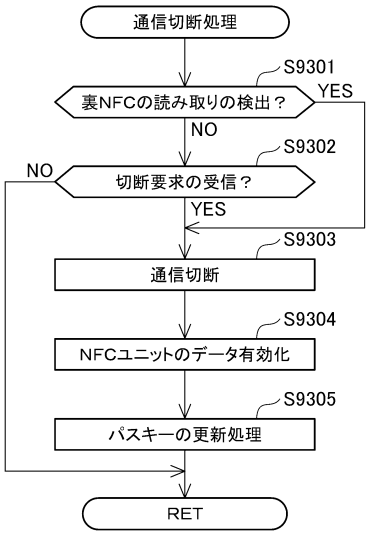 通信切断処理
S9301
裏NFCの読み取りの検出？
YES
NO
S9302
切断要求の受信？
NO
YES
S9303
通信切断
S9304
NFCユニットのデータ有効化
S9305
パスキーの更新処理
RET